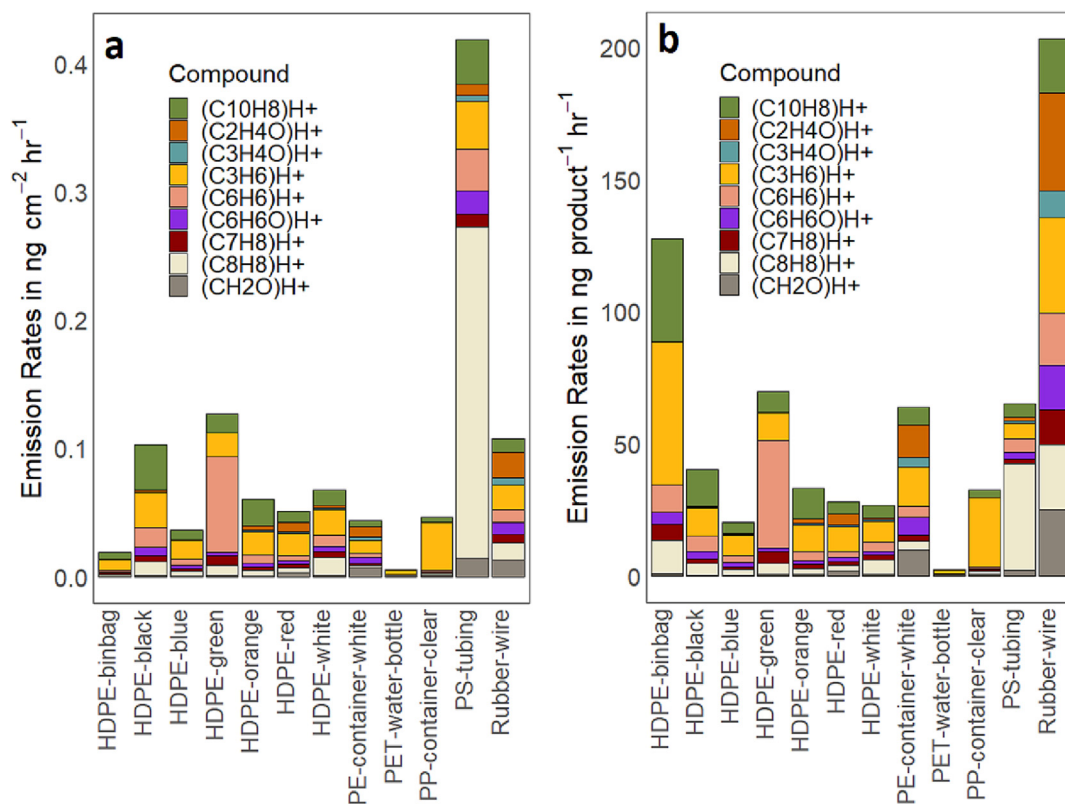 a
Compound
(C10H8)H+
(C2H4O)H+
(C3H4O)H+
(C3H6)H+
(C6H6)H+
(C6H6O)H+
(C7H8)H+
(C8H8)H+
(CH2O)H+
Emission Rates in ng cm⁻² hr⁻¹
0.4
0.3
0.2
0.1
0.0
HDPE-binbag
HDPE-black
HDPE-blue
HDPE-green
HDPE-orange
HDPE-red
HDPE-white
PE-container-white
PET-water-bottle
PP-container-clear
PS-tubing
Rubber-wire
b
Compound
(C10H8)H+
(C2H4O)H+
(C3H4O)H+
(C3H6)H+
(C6H6)H+
(C6H6O)H+
(C7H8)H+
(C8H8)H+
(CH2O)H+
Emission Rates in ng product⁻¹ hr⁻¹
200
150
100
50
0
HDPE-binbag
HDPE-black
HDPE-blue
HDPE-green
HDPE-orange
HDPE-red
HDPE-white
PE-container-white
PET-water-bottle
PP-container-clear
PS-tubing
Rubber-wire